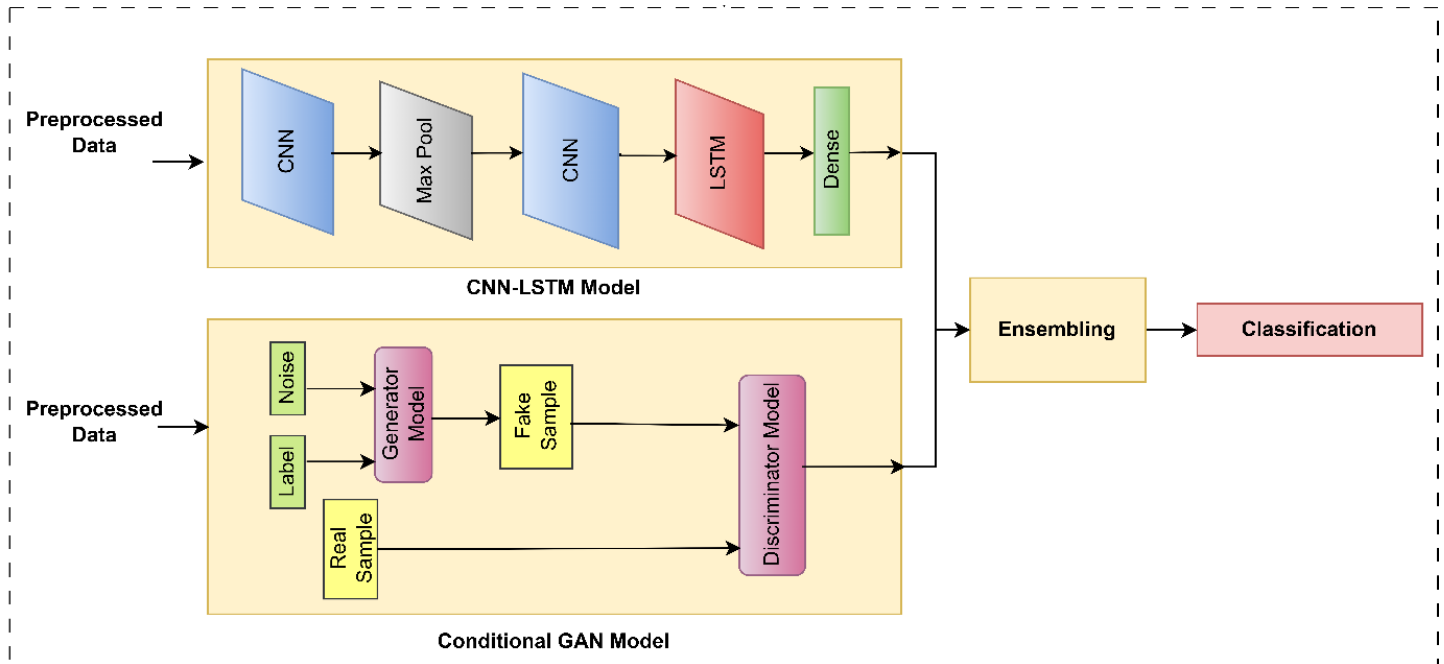 Preprocessed
Data
CNN
Max Pool
CNN
LSTM
Dense
CNN-LSTM Model
Preprocessed
Data
Noise
Label
Generator
Model
Fake
Sample
Real
Sample
Discriminator Model
Conditional GAN Model
Ensembling
Classification